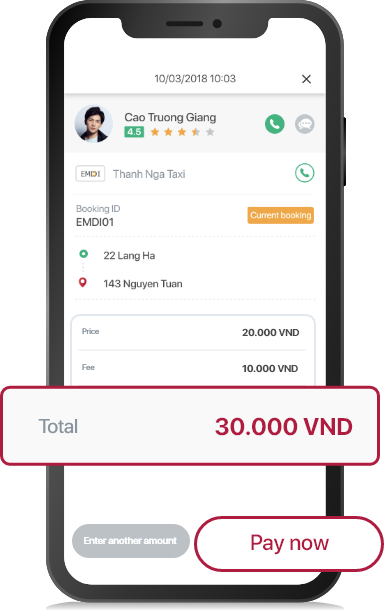 10/03/2018 10:03
Cao Truong Giang
4.5
EMDDI Thanh Nga Taxi
Booking ID
EMDI01
Current booking
22 Lang Ha
143 Nguyen Tuan
Price 20.000 VND
Fee 10.000 VND
Total 30.000 VND
Enter another amount
Pay now